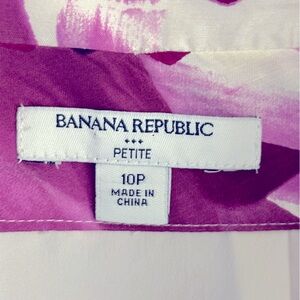 BANANA REPUBLIC
PETITE
10P
MADE IN
CHINA